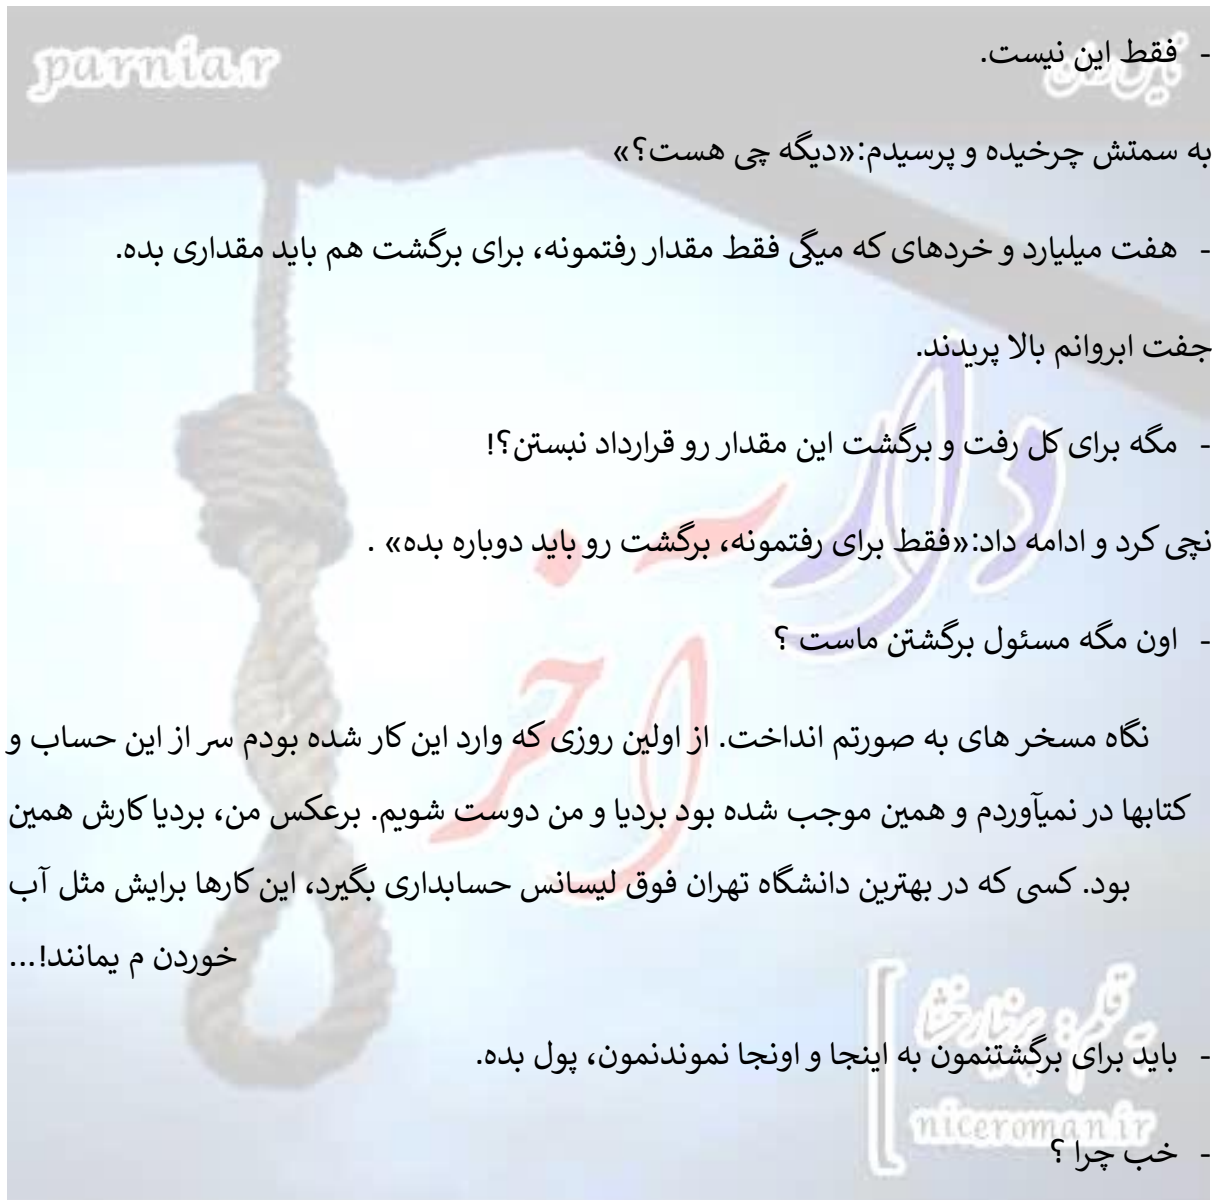 parnia.r
- فقط این نیست.
به سمتش چرخیده و پرسیدم:«دیگه چی هست؟»
- هفت میلیارد و خردهای که میگی فقط مقدار رفتمونه، برای برگشت هم باید مقداری بده.
جفت ابروانم بالا پریدند.
- مگه برای کل رفت و برگشت این مقدار رو قرارداد نبستن؟!
نچی کرد و ادامه داد:«فقط برای رفتمونه، برگشت رو باید دوباره بده» .
- اون مگه مسئول برگشتن ماست ؟
نگاه مسخر های به صورتم انداخت. از اولین روزی که وارد این کار شده بودم سر از این حساب و
کتابها در نمیآوردم و همین موجب شده بود بردیا و من دوست شویم. برعکس من، بردیا کارش همین
بود. کسی که در بهترین دانشگاه تهران فوق لیسانس حسابداری بگیرد، این کارها برایش مثل آب
خوردن م یمانند!...
- باید برای برگشتنمون به اینجا و اونجا نموندنمون، پول بده.
- خب چرا ؟
دار
آخر
niceroman.ir